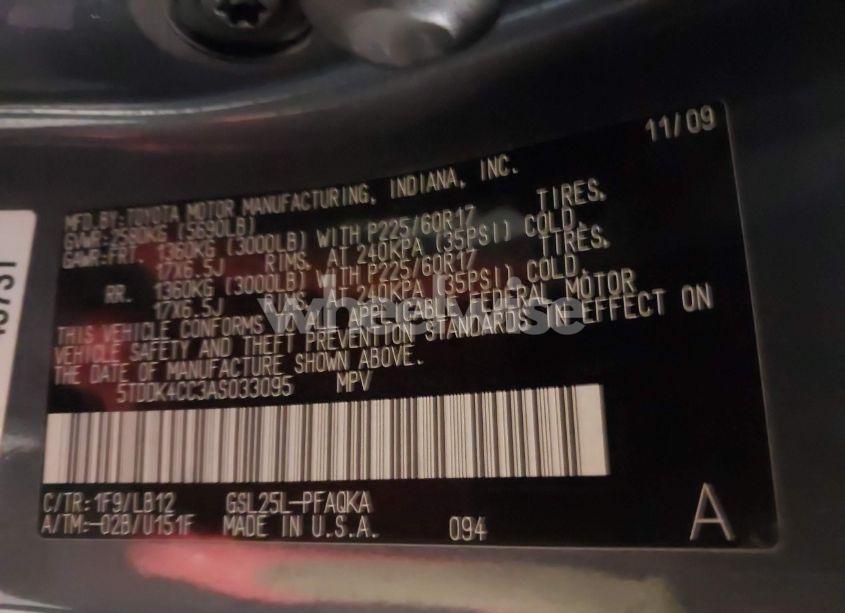 11/09
MFD.BY:TOYOTA MOTOR MANUFACTURING, INDIANA, INC.
GVWR:2580KG (5690LB)
GAWR:FRT. 1360KG (3000LB) WITH P225/60R17 TIRES,
17X6.5J RIMS, AT 240KPA (35PSI) COLD,
RR. 1360KG (3000LB) WITH P225/60R17 TIRES,
17X6.5J RIMS, AT 240KPA (35PSI) COLD,
THIS VEHICLE CONFORMS TO ALL APPLICABLE FEDERAL MOTOR
VEHICLE SAFETY AND THEFT PREVENTION STANDARDS IN EFFECT ON
THE DATE OF MANUFACTURE SHOWN ABOVE.
5TDDK4CC3AS033095 MPV
C/TR:1F9/LB12 GSL25L-PFAQKA
A/TM:-02B/U151F MADE IN U.S.A. 094
A